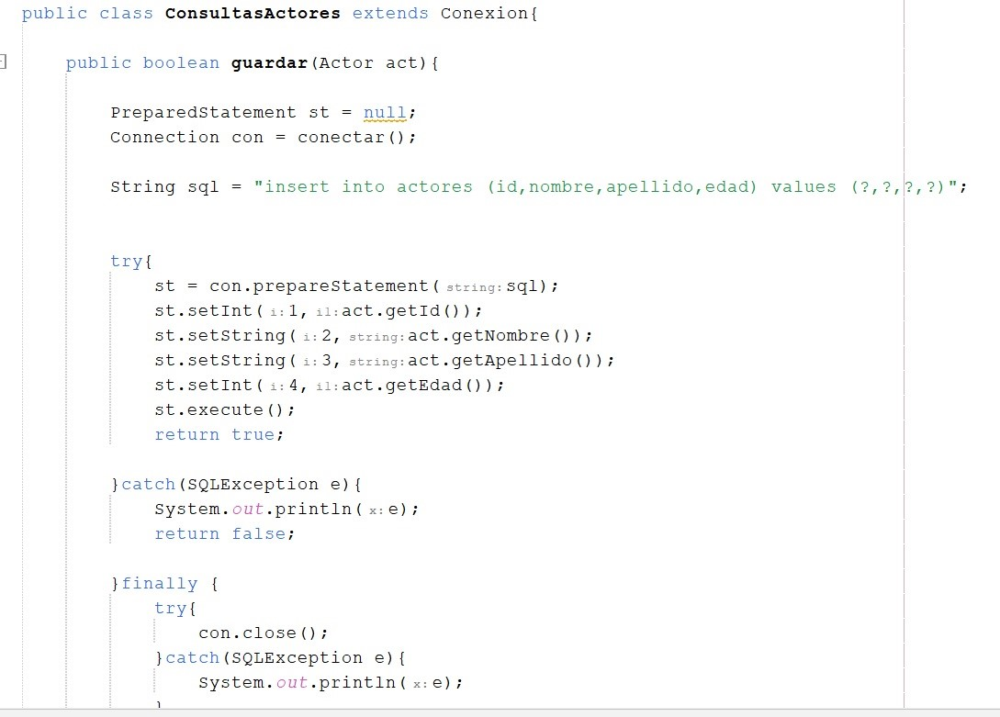 public class ConsultasActores extends Conexion{
public boolean guardar(Actor act){
PreparedStatement st = null;
Connection con = conectar();
String sql = "insert into actores (id,nombre,apellido,edad) values (?,?,?,?)";
try{
st = con.prepareStatement( string: sql);
st.setInt( i: 1, i1: act.getId());
st.setString( i: 2, string: act.getNombre());
st.setString( i: 3, string: act.getApellido());
st.setInt( i: 4, i1: act.getEdad());
st.execute();
return true;
}catch(SQLException e){
System.out.println( x: e);
return false;
}finally {
try{
con.close();
}catch(SQLException e){
System.out.println( x: e);
}